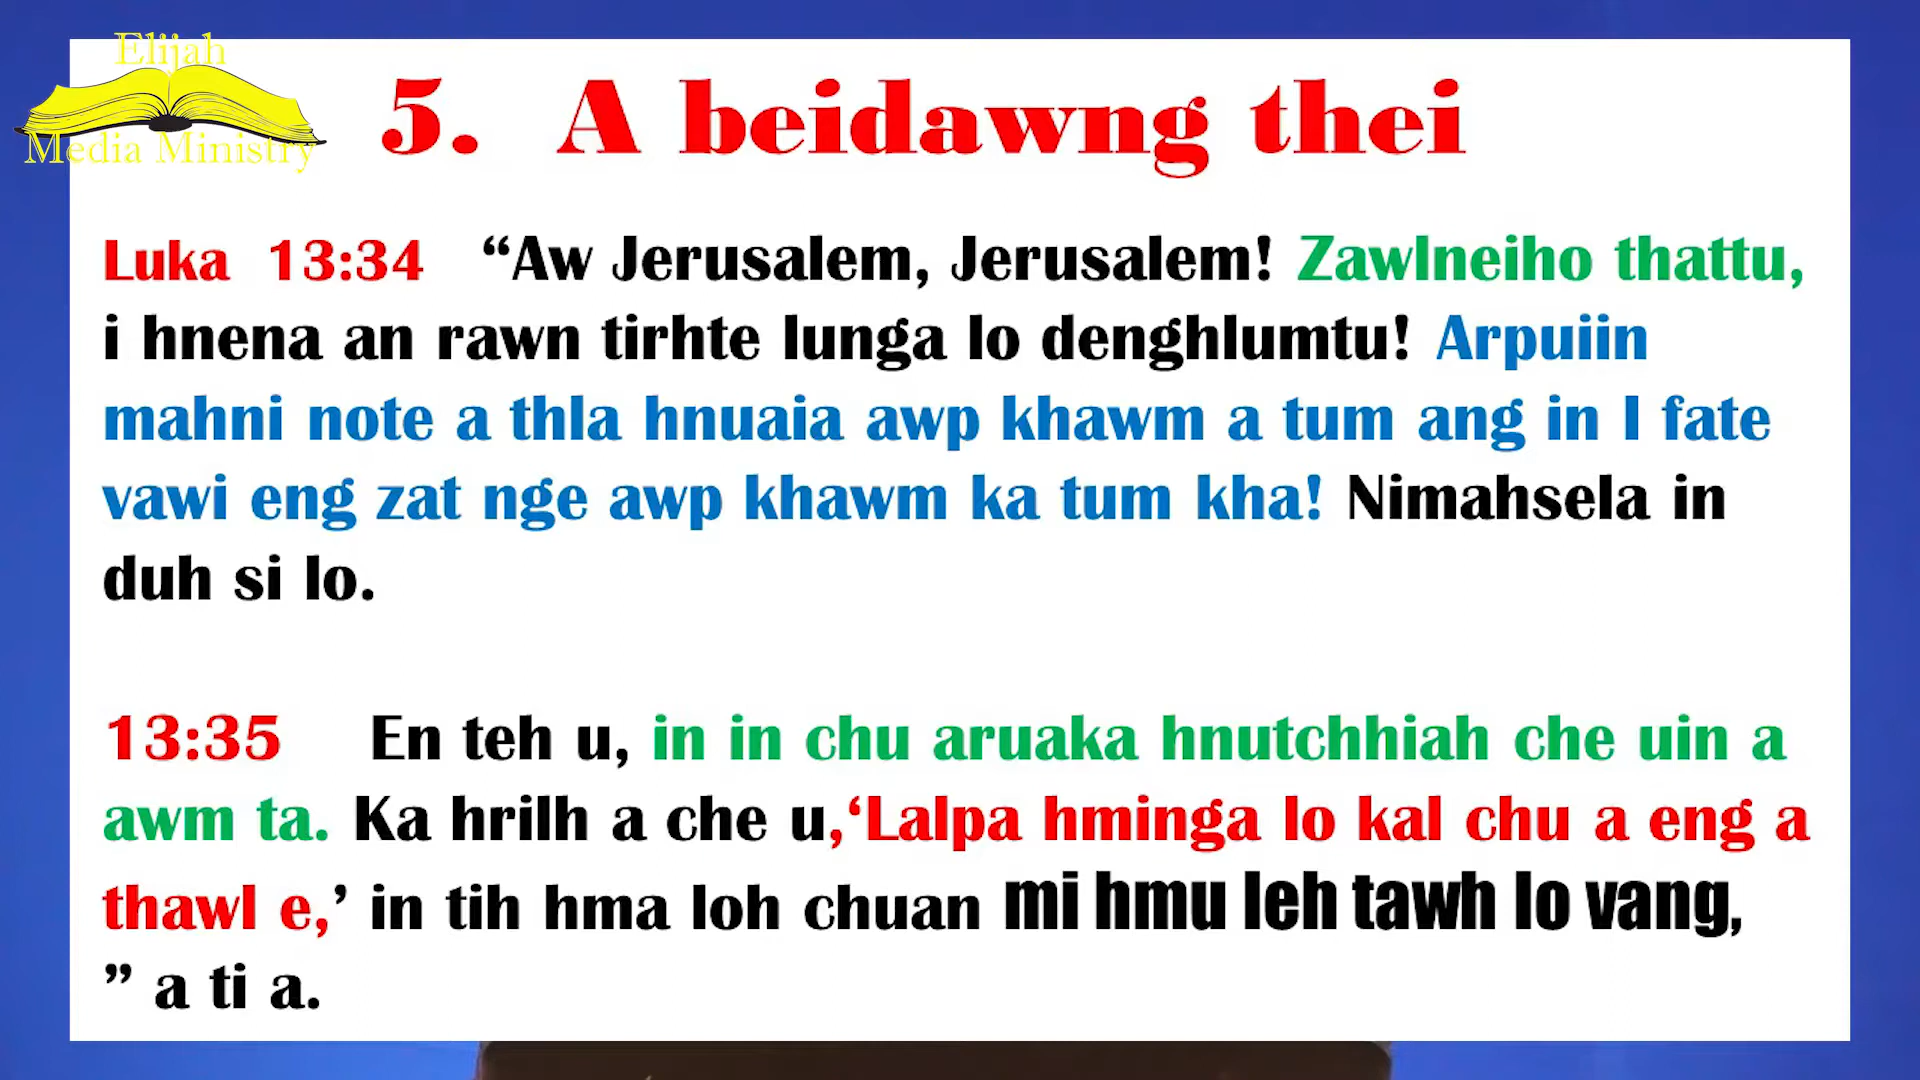 Elijah
Media Ministry
5. A beidawng thei
Luka 13:34 “Aw Jerusalem, Jerusalem! Zawlneiho thattu,
i hnena an rawn tirhte lunga lo denghlumtu! Arpuiin
mahni note a thla hnuaia awp khawm a tum ang in I fate
vawi eng zat nge awp khawm ka tum kha! Nimahsela in
duh si lo.
13:35 En teh u, in in chu aruaka hnutchhiah che uin a
awm ta. Ka hrilh a che u,‘Lalpa hminga lo kal chu a eng a
thawl e,’ in tih hma loh chuan mi hmu leh tawh lo vang,
” a ti a.